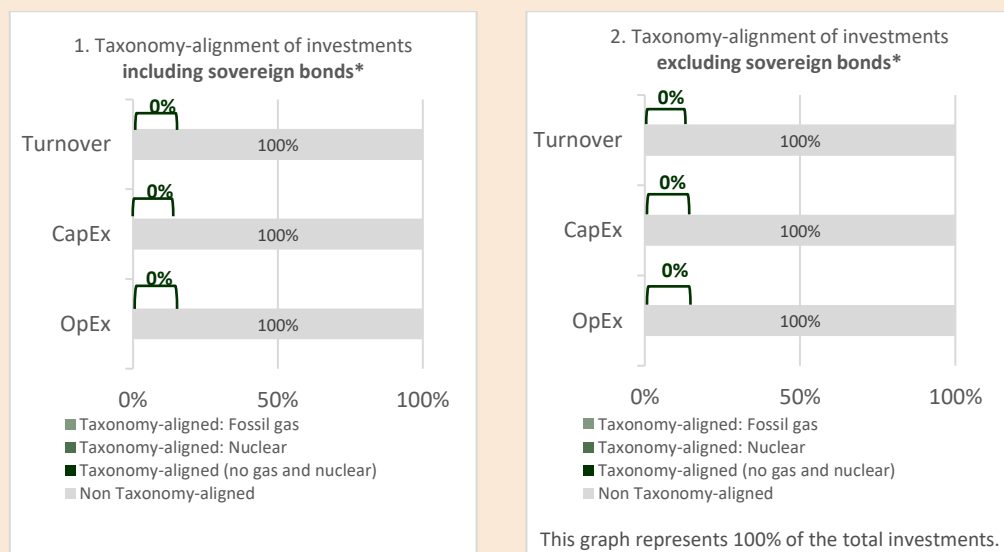 1. Taxonomy-alignment of investments
including sovereign bonds*
0%
Turnover
100%
0%
CapEx
100%
0%
OpEx
100%
0%
50%
100%
Taxonomy-aligned: Fossil gas
Taxonomy-aligned: Nuclear
Taxonomy-aligned (no gas and nuclear)
Non Taxonomy-aligned
2. Taxonomy-alignment of investments
excluding sovereign bonds*
0%
Turnover
100%
0%
CapEx
100%
0%
OpEx
100%
0%
50%
100%
Taxonomy-aligned: Fossil gas
Taxonomy-aligned: Nuclear
Taxonomy-aligned (no gas and nuclear)
Non Taxonomy-aligned
This graph represents 100% of the total investments.